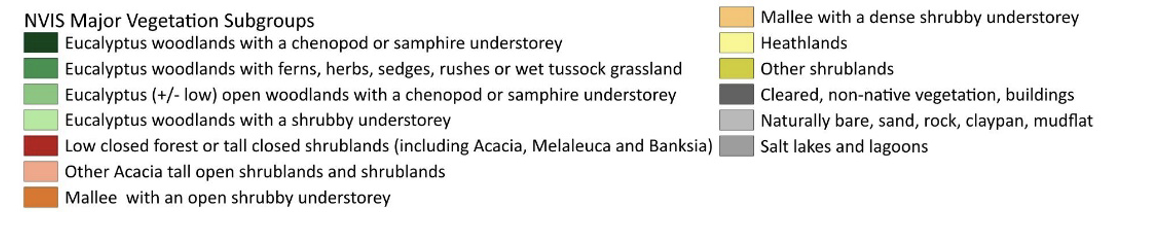 NVIS Major Vegetation Subgroups
Eucalyptus woodlands with a chenopod or samphire understorey
Eucalyptus woodlands with ferns, herbs, sedges, rushes or wet tussock grassland
Eucalyptus (+/- low) open woodlands with a chenopod or samphire understorey
Eucalyptus woodlands with a shrubby understorey
Low closed forest or tall closed shrublands (including Acacia, Melaleuca and Banksia)
Other Acacia tall open shrublands and shrublands
Mallee with an open shrubby understorey
Mallee with a dense shrubby understorey
Heathlands
Other shrublands
Cleared, non-native vegetation, buildings
Naturally bare, sand, rock, claypan, mudflat
Salt lakes and lagoons